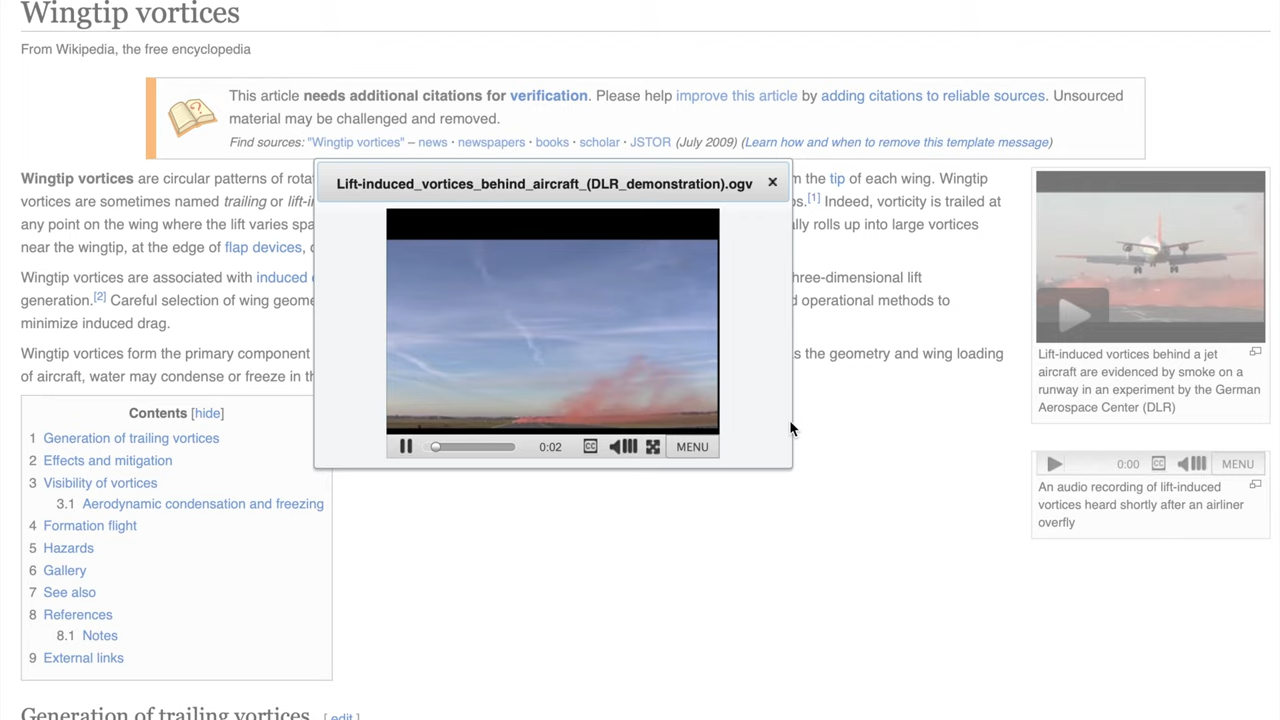 Wingtip vortices
From Wikipedia, the free encyclopedia
This article needs additional citations for verification. Please help improve this article by adding citations to reliable sources. Unsourced
material may be challenged and removed.
Find sources: "Wingtip vortices" – news · newspapers · books · scholar · JSTOR (July 2009) (Learn how and when to remove this template message)
Lift-induced_vortices_behind_aircraft_(DLR_demonstration).ogv
0:02
CC
MENU
Wingtip vortices are circular patterns of the tip of each wing. Wingtip
vortices are sometimes named trailing or [1] Indeed, vorticity is trailed at
any point on the wing where the lift varies rolls up into large vortices
near the wingtip, at the edge of flap devices,
Wingtip vortices are associated with induced three-dimensional lift
generation.[2] Careful selection of wing operational methods to
minimize induced drag.
Wingtip vortices form the primary component the geometry and wing loading
of aircraft, water may condense or freeze in
Contents [hide]
1 Generation of trailing vortices
2 Effects and mitigation
3 Visibility of vortices
3.1 Aerodynamic condensation and freezing
4 Formation flight
5 Hazards
6 Gallery
7 See also
8 References
8.1 Notes
9 External links
Generation of trailing vortices [ edit ]
Lift-induced vortices behind a jet
aircraft are evidenced by smoke on a
runway in an experiment by the German
Aerospace Center (DLR)
0:00
CC
MENU
An audio recording of lift-induced
vortices heard shortly after an airliner
overfly